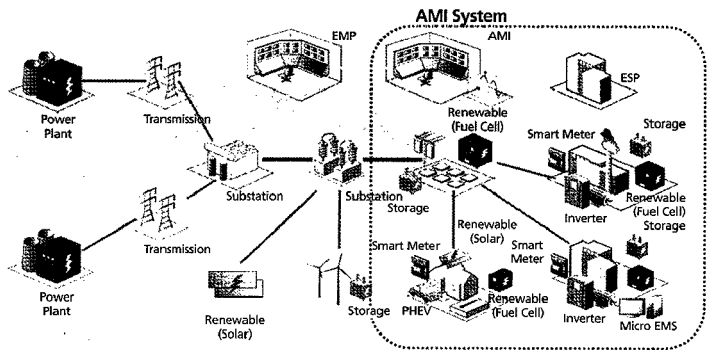 AMI System
EMP
AMI
ESP
Power
Plant
Transmission
Renewable
(Fuel Cell)
Smart Meter
Storage
Substation
Substation
Storage
Inverter
Renewable
(Fuel Cell)
Storage
Transmission
Renewable
(Solar)
Smart Meter
Smart
Meter
Power
Plant
Renewable
(Solar)
Storage
PHEV
Renewable
(Fuel Cell)
Inverter
Micro EMS